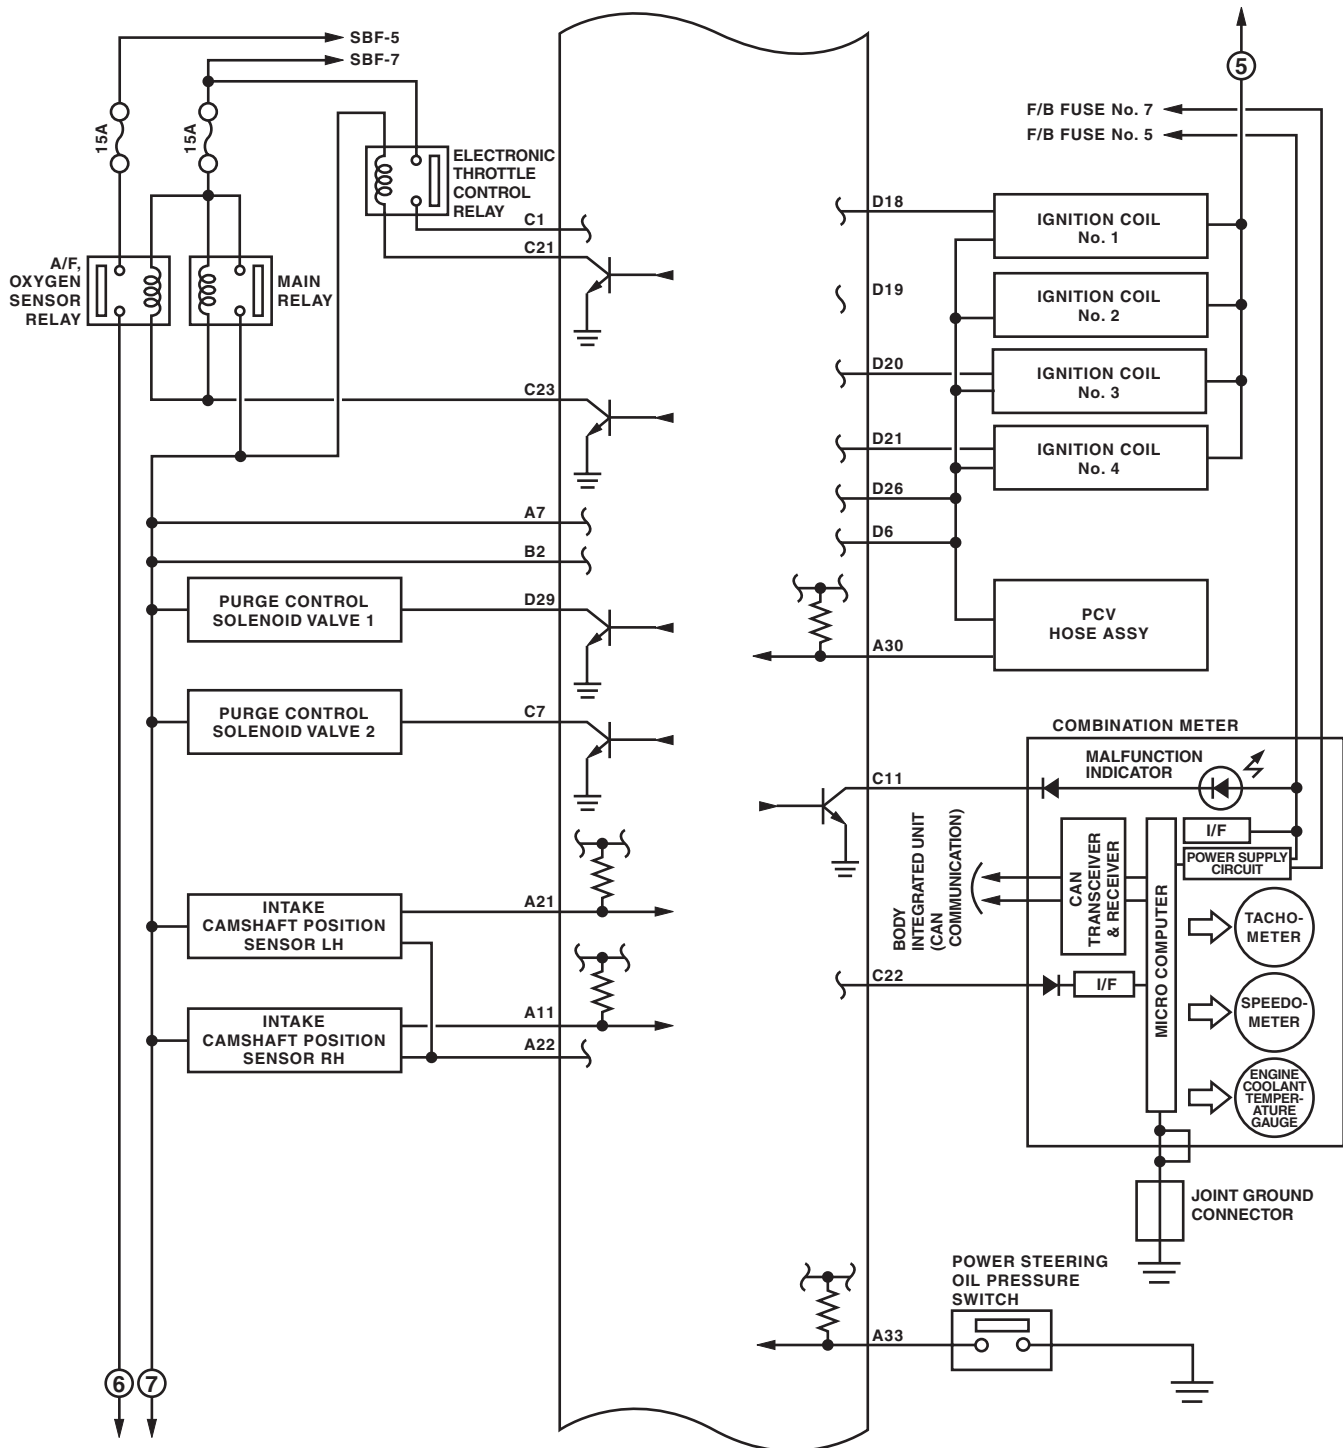 SBF-5
SBF-7
15A
15A
ELECTRONIC
THROTTLE
CONTROL
RELAY
C1
C21
A/F,
OXYGEN
SENSOR
RELAY
MAIN
RELAY
C23
A7
B2
PURGE CONTROL
SOLENOID VALVE 1
D29
PURGE CONTROL
SOLENOID VALVE 2
C7
INTAKE
CAMSHAFT POSITION
SENSOR LH
A21
INTAKE
CAMSHAFT POSITION
SENSOR RH
A11
A22
6
7
5
F/B FUSE No. 7
F/B FUSE No. 5
D18
IGNITION COIL
No. 1
D19
IGNITION COIL
No. 2
D20
IGNITION COIL
No. 3
D21
IGNITION COIL
No. 4
D26
D6
PCV
HOSE ASSY
A30
COMBINATION METER
MALFUNCTION
INDICATOR
C11
I/F
POWER SUPPLY
CIRCUIT
BODY
INTEGRATED UNIT
(CAN
COMMUNICATION)
CAN
TRANSCEIVER
& RECEIVER
MICRO COMPUTER
TACHO-
METER
C22
I/F
SPEEDO-
METER
ENGINE
COOLANT
TEMPER-
ATURE
GAUGE
JOINT GROUND
CONNECTOR
POWER STEERING
OIL PRESSURE
SWITCH
A33